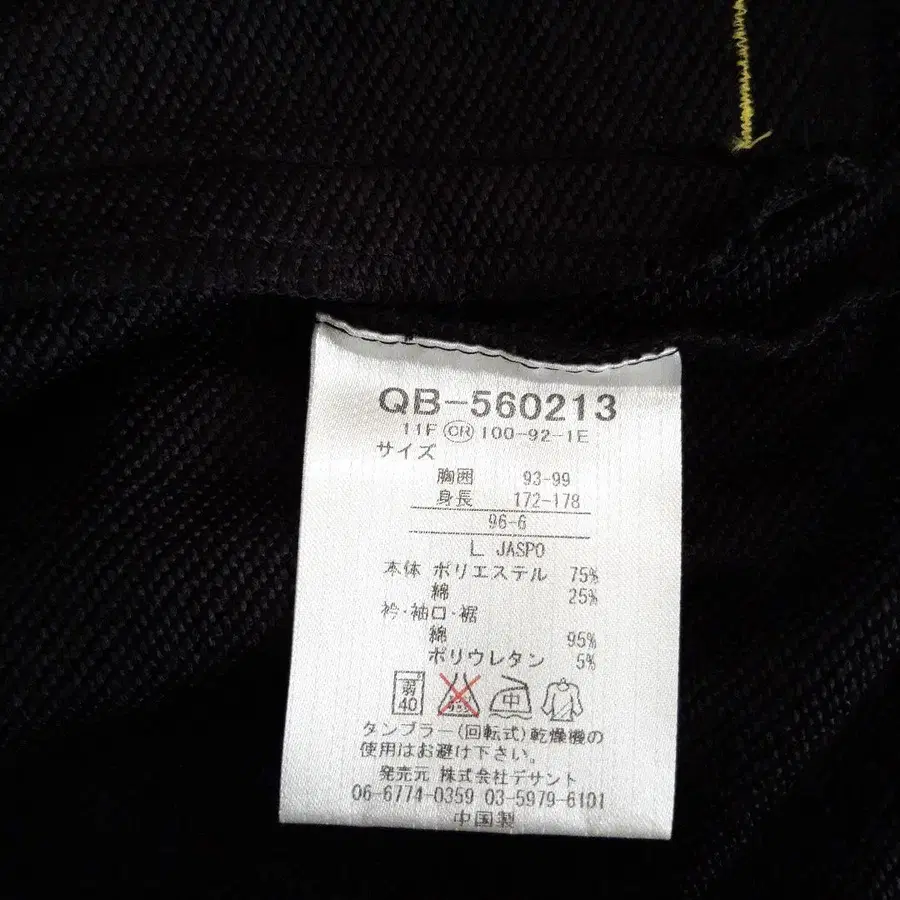 QB-560213
11F CR 100-92-1E
サイズ
胸囲 93-99
身長 172-178
96-6
L JASPO
本体 ポリエステル 75%
綿 25%
衿・袖口・裾
綿 95%
ポリウレタン 5%
弱 40 中
タンブラー(回転式)乾燥機の
使用はお避け下さい。
発売元 株式会社デサント
06-6774-0359 03-5979-6101
中国製